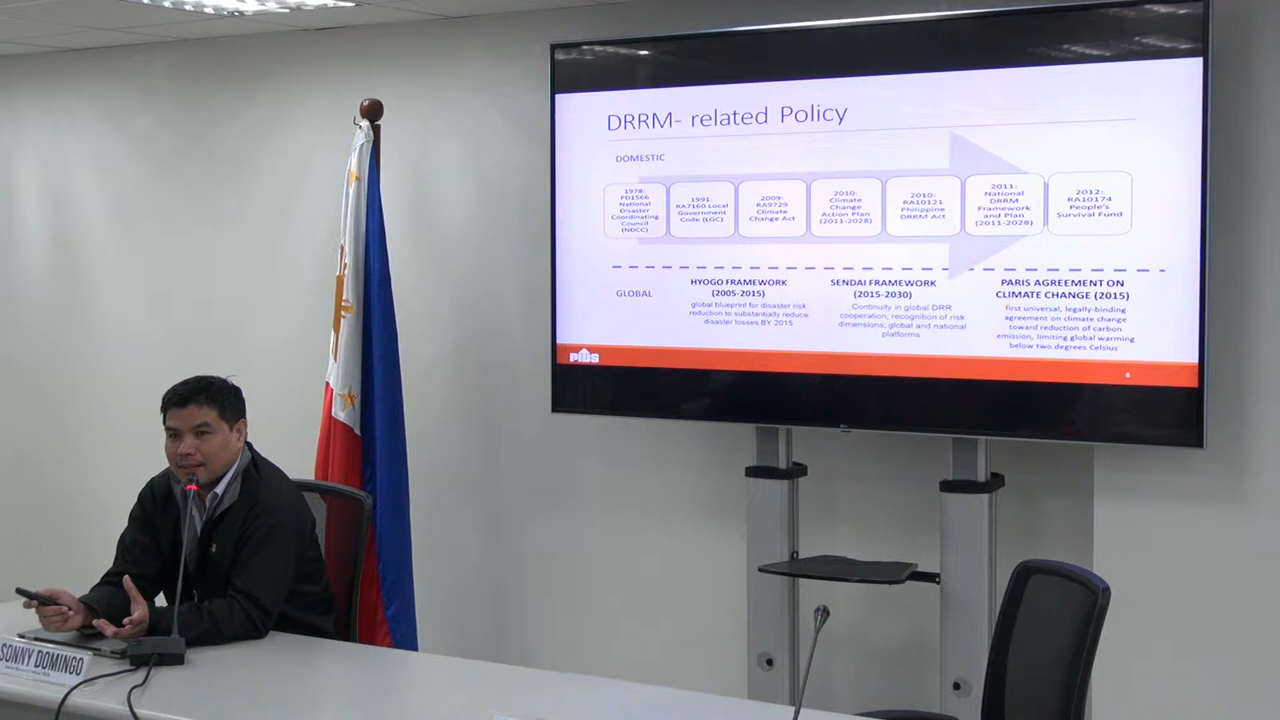 DRRM- related Policy
DOMESTIC
1978:
PD1566
National
Disaster
Coordinating
Council
(NDCC)
1991:
RA7160 Local
Government
Code (LGC)
2009:
RA9729
Climate
Change Act
2010:
Climate
Change
Action Plan
(2011-2028)
2010:
RA10121
Philippine
DRRM Act
2011:
National
DRRM
Framework
and Plan
(2011-2028)
2012:
RA10174
People's
Survival Fund
GLOBAL
HYOGO FRAMEWORK
(2005-2015)
global blueprint for disaster risk
reduction to substantially reduce
disaster losses BY 2015
SENDAI FRAMEWORK
(2015-2030)
Continuity in global DRR
cooperation; recognition of risk
dimensions; global and national
platforms
PARIS AGREEMENT ON
CLIMATE CHANGE (2015)
first universal, legally-binding
agreement on climate change
toward reduction of carbon
emission, limiting global warming
below two degrees Celsius
PIDS
LG
SONNY DOMINGO